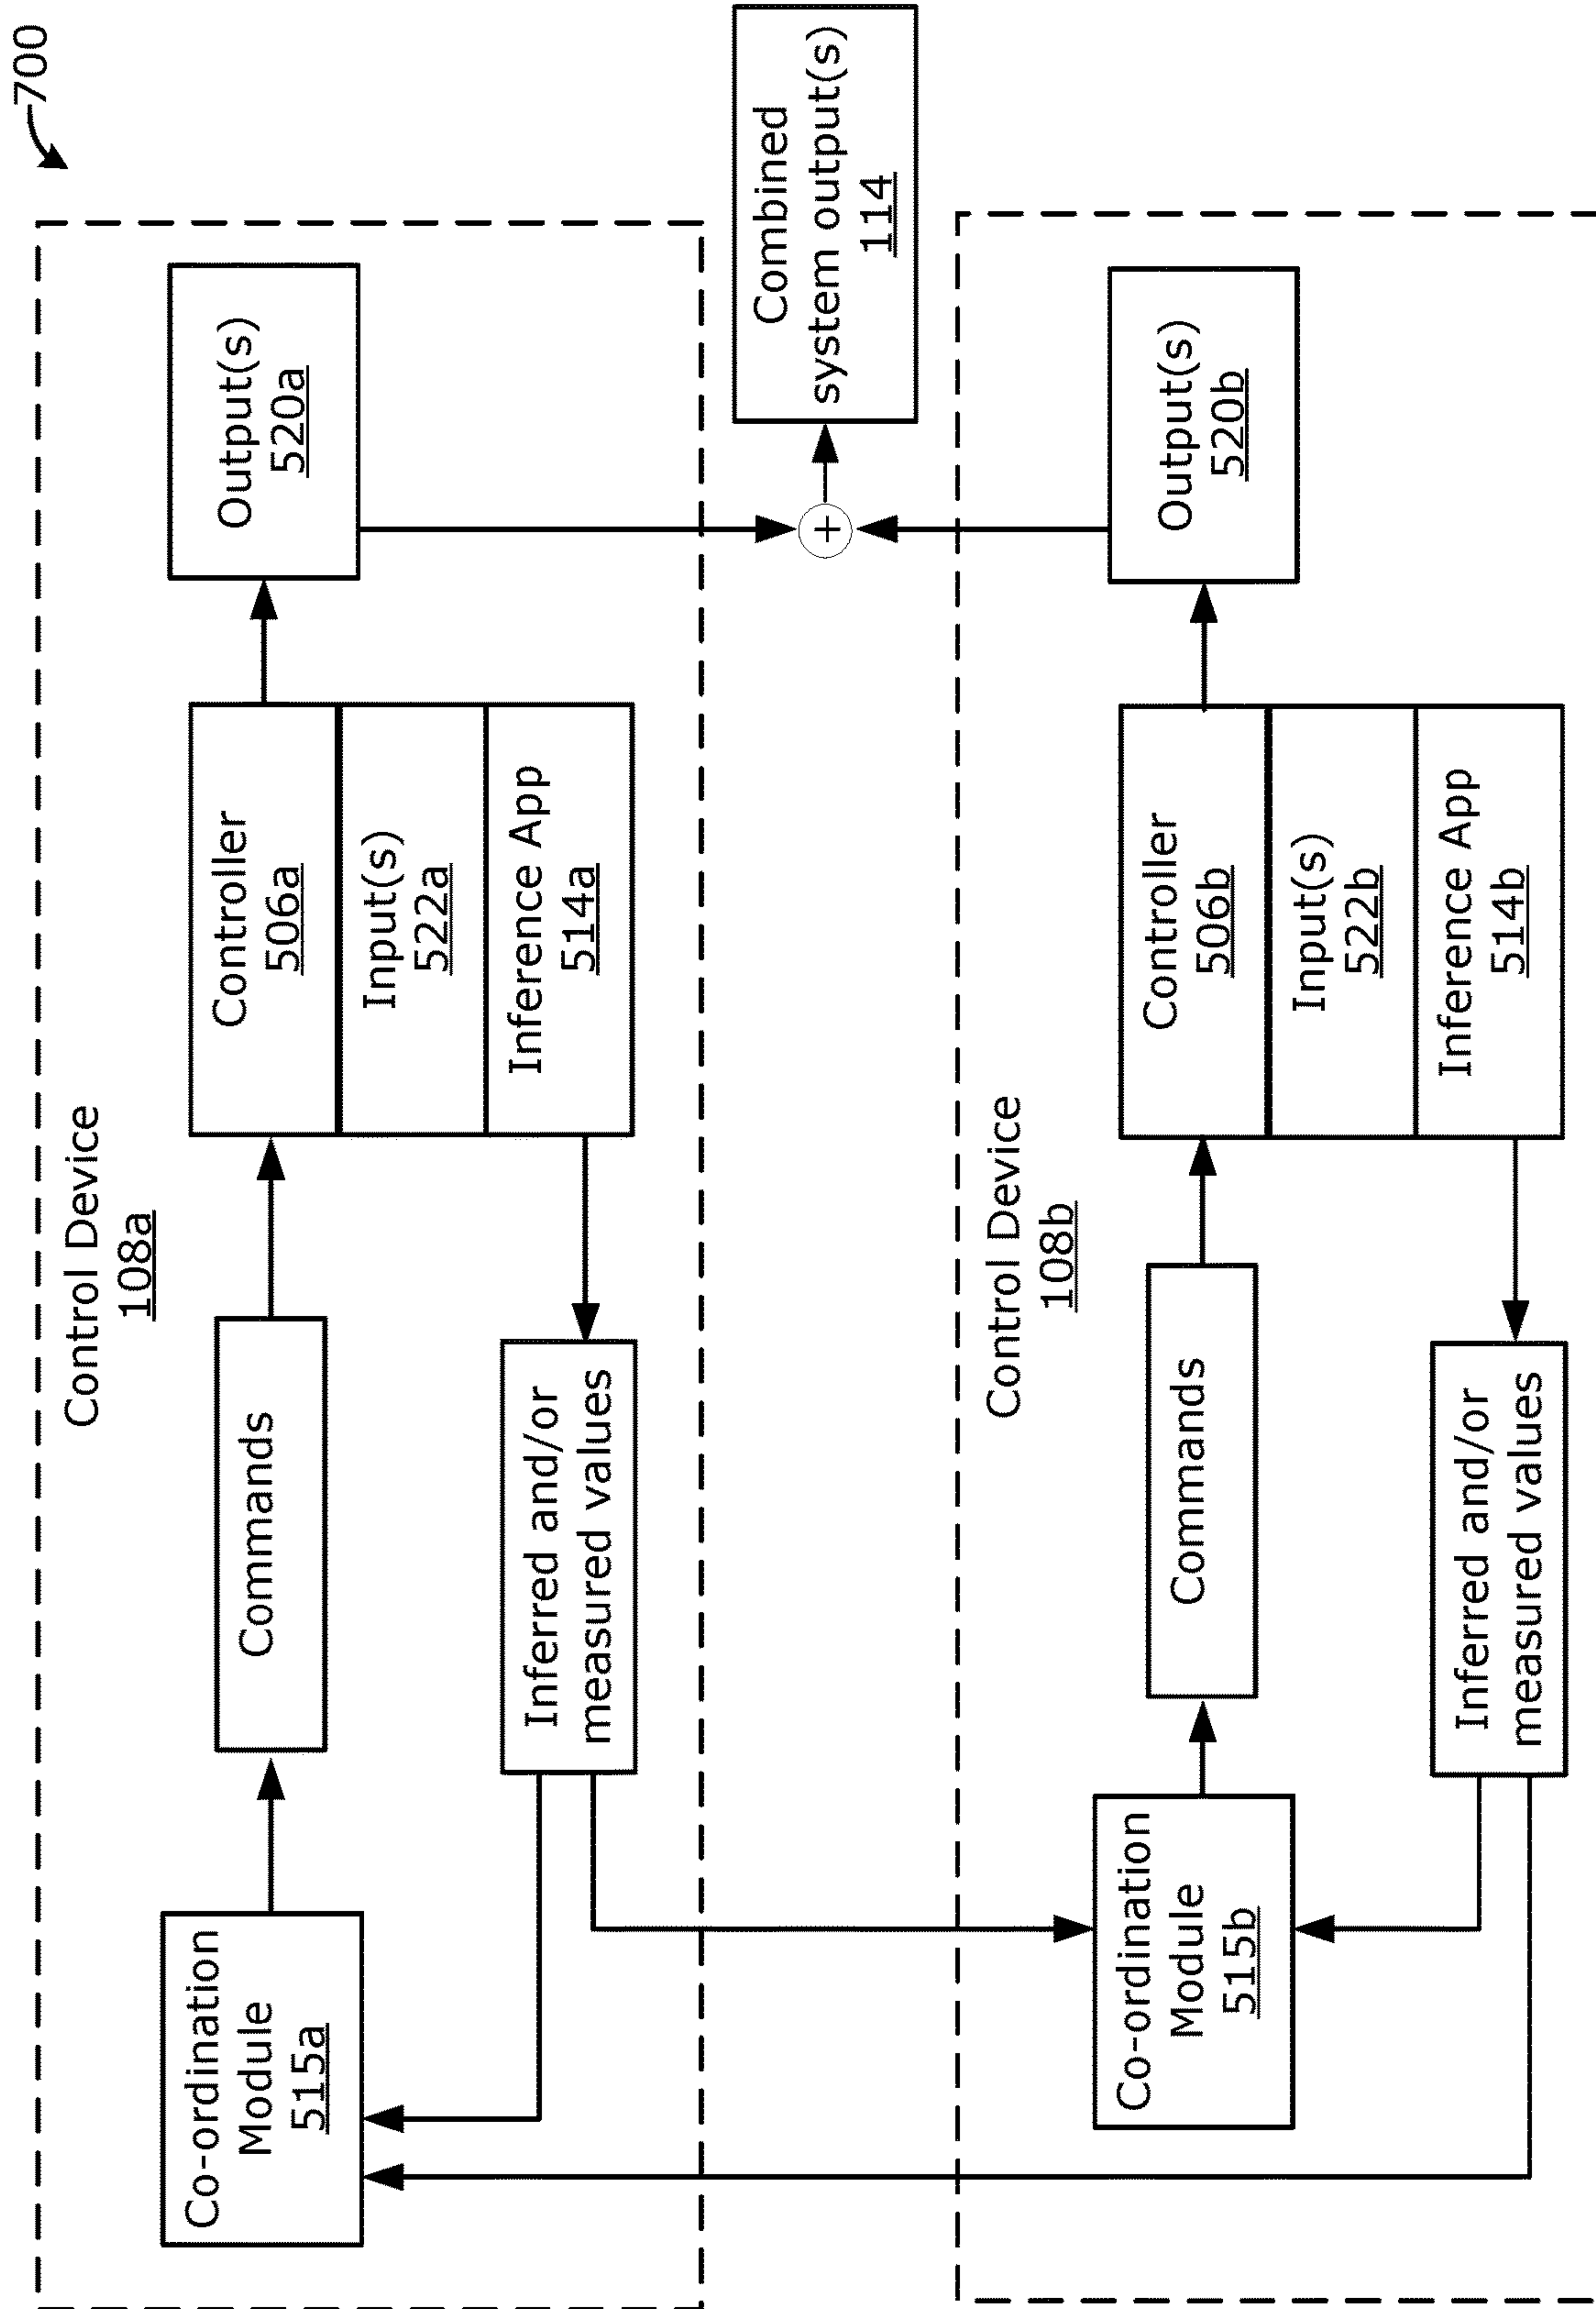 700
Control Device
108a
Co-ordination
Module
515a
Commands
Controller
506a
Input(s)
522a
Inference App
514a
Output(s)
520a
Inferred and/or
measured values
+
Combined
system output(s)
114
Control Device
108b
Co-ordination
Module
515b
Commands
Controller
506b
Input(s)
522b
Inference App
514b
Output(s)
520b
Inferred and/or
measured values